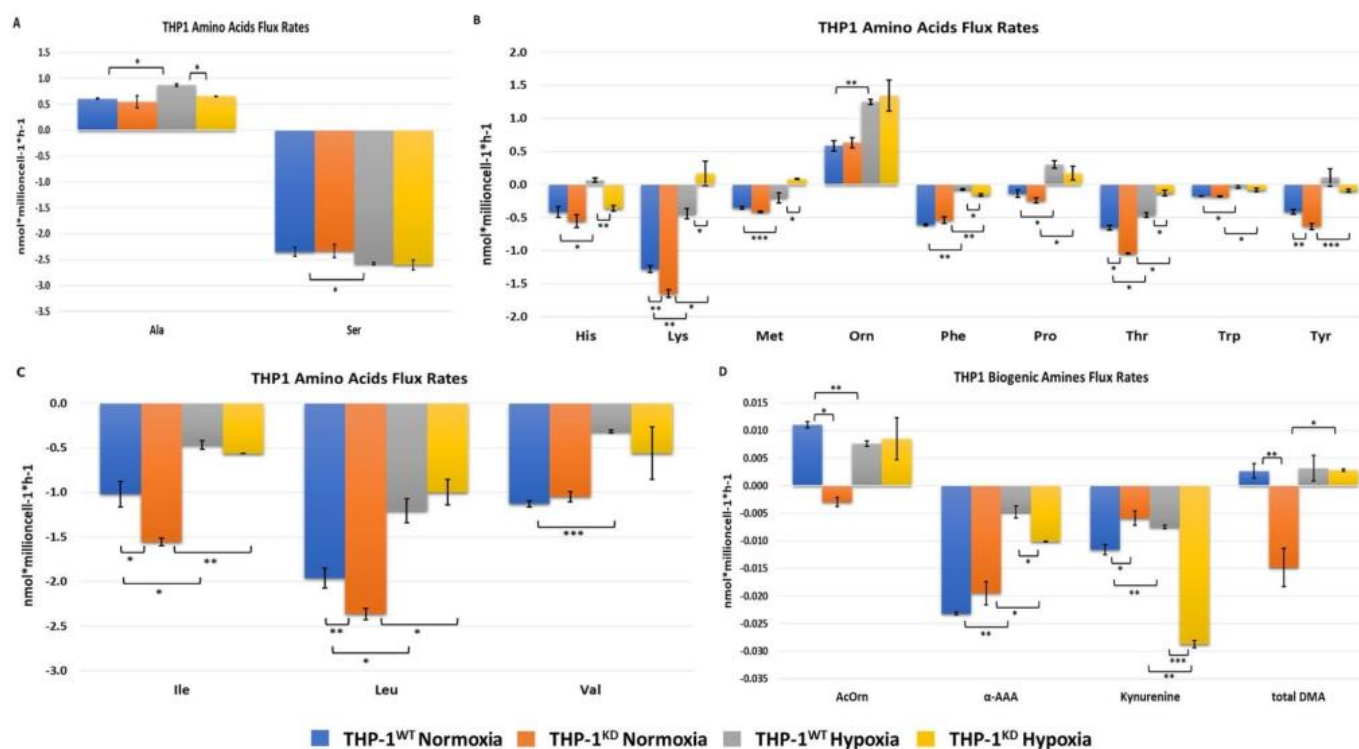 A
THP1 Amino Acids Flux Rates
nmol*millioncell-1*h-1
1.5
1.0
0.5
0.0
-0.5
-1.0
-1.5
-2.0
-2.5
-3.0
-3.5
*
*
*
Ala
Ser
B
THP1 Amino Acids Flux Rates
nmol*millioncell-1*h-1
2.0
1.5
1.0
0.5
0.0
-0.5
-1.0
-1.5
-2.0
**
**
*
*
**
*
**
*
***
*
*
**
**
*
*
*
*
*
*
*
*
**
***
His
Lys
Met
Orn
Phe
Pro
Thr
Trp
Tyr
C
THP1 Amino Acids Flux Rates
nmol*millioncell-1*h-1
0.0
-0.5
-1.0
-1.5
-2.0
-2.5
-3.0
*
**
*
**
*
*
***
Ile
Leu
Val
D
THP1 Biogenic Amines Flux Rates
nmol*millioncell-1*h-1
0.015
0.010
0.005
0.000
-0.005
-0.010
-0.015
-0.020
-0.025
-0.030
-0.035
**
*
*
**
*
*
**
*
**
***
**
AcOrn
α-AAA
Kynurenine
total DMA
THP-1WT Normoxia
THP-1KD Normoxia
THP-1WT Hypoxia
THP-1KD Hypoxia